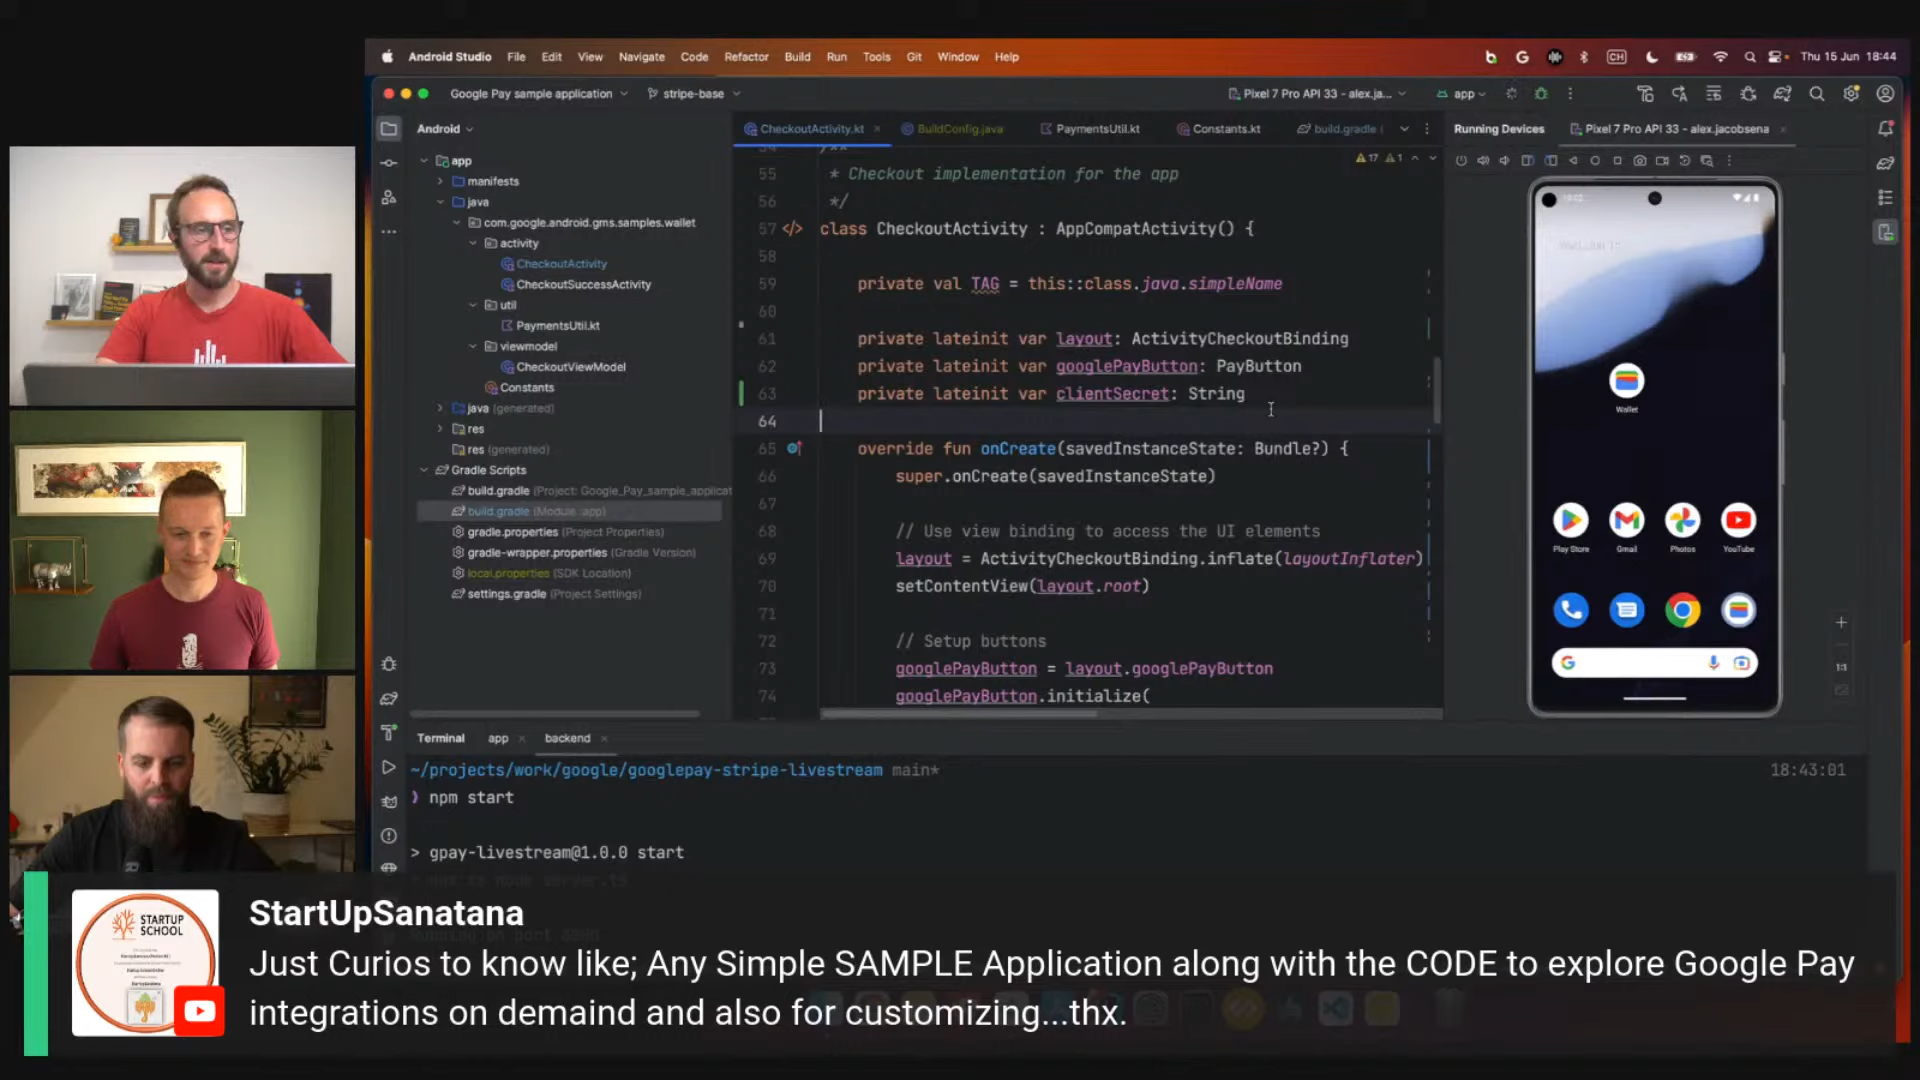 Android Studio File Edit View Navigate Code Refactor Build Run Tools Git Window Help
CH
Thu 15 Jun 18:44
Google Pay sample application
stripe-base
Pixel 7 Pro API 33 - alex.ja...
app
Android
app
manifests
java
com.google.android.gms.samples.wallet
activity
CheckoutActivity
CheckoutSuccessActivity
util
PaymentsUtil.kt
viewmodel
CheckoutViewModel
Constants
java (generated)
res
res (generated)
Gradle Scripts
build.gradle (Project: Google_Pay_sample_applicat
build.gradle (Module :app)
gradle.properties (Project Properties)
gradle-wrapper.properties (Gradle Version)
local.properties (SDK Location)
settings.gradle (Project Settings)
CheckoutActivity.kt
BuildConfig.java
PaymentsUtil.kt
Constants.kt
build.gradle (
17 1
55 * Checkout implementation for the app
56 */
57 class CheckoutActivity : AppCompatActivity() {
58
59 private val TAG = this::class.java.simpleName
60
61 private lateinit var layout: ActivityCheckoutBinding
62 private lateinit var googlePayButton: PayButton
63 private lateinit var clientSecret: String
64
65 override fun onCreate(savedInstanceState: Bundle?) {
66 super.onCreate(savedInstanceState)
67
68 // Use view binding to access the UI elements
69 layout = ActivityCheckoutBinding.inflate(layoutInflater)
70 setContentView(layout.root)
71
72 // Setup buttons
73 googlePayButton = layout.googlePayButton
74 googlePayButton.initialize(
Running Devices
Pixel 7 Pro API 33 - alex.jacobsena
Wallet
Play Store
Gmail
Photos
YouTube
1:1
Terminal
app
backend
~/projects/work/google/googlepay-stripe-livestream main*
18:43:01
npm start
> gpay-livestream@1.0.0 start
STARTUP
SCHOOL
StartUpSanatana
Just Curios to know like; Any Simple SAMPLE Application along with the CODE to explore Google Pay
integrations on demaind and also for customizing...thx.